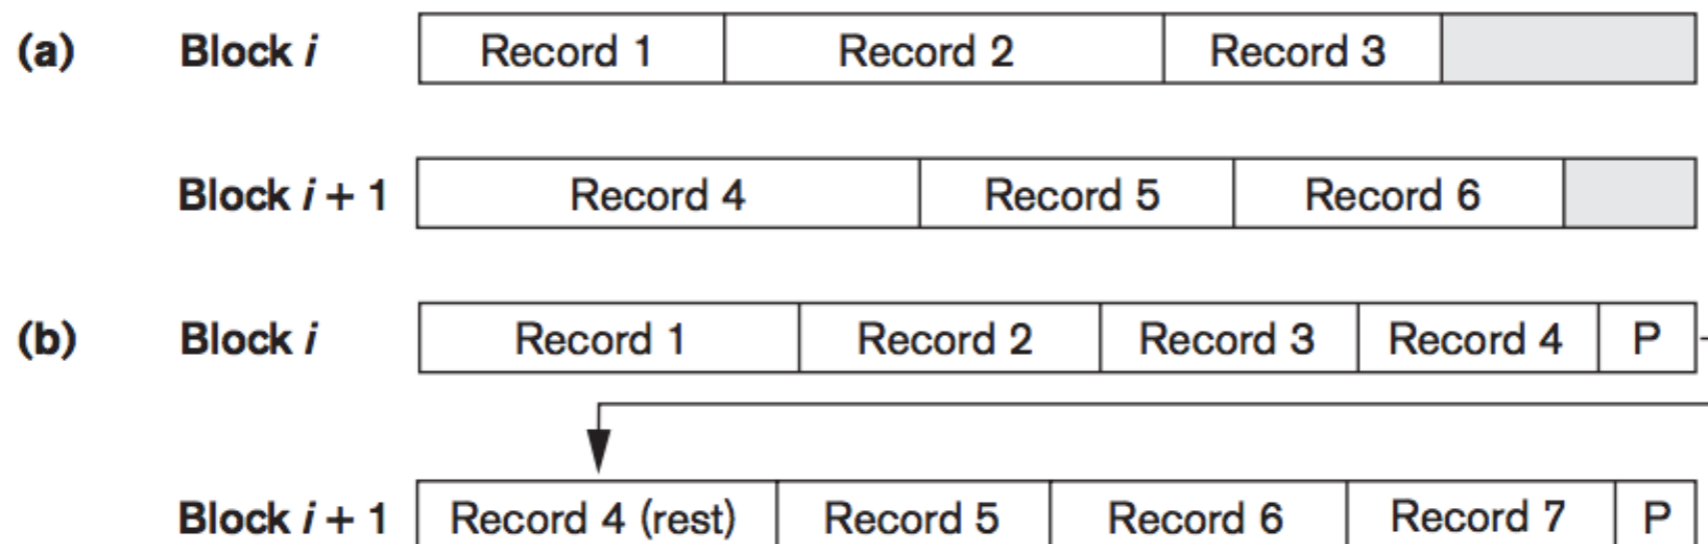 (a) Block i Record 1 Record 2 Record 3
Block i + 1 Record 4 Record 5 Record 6
(b) Block i Record 1 Record 2 Record 3 Record 4 P
Block i + 1 Record 4 (rest) Record 5 Record 6 Record 7 P